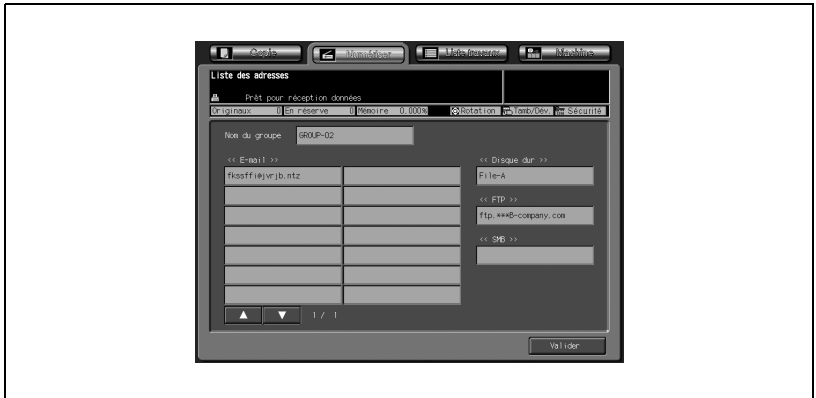 Copie Numériser Liste travaux Machine
Liste des adresses
Prêt pour réception données
Originaux 0 En réserve 0 Mémoire 0.000% Rotation Tamb/Dév. Sécurité
Nom du groupe GROUP-02
<< E-mail >> << Disque dur >>
fkssffi@jvrjb.ntz File-A
<< FTP >>
ftp.***B-company.com
<< SMB >>
1 / 1
Valider